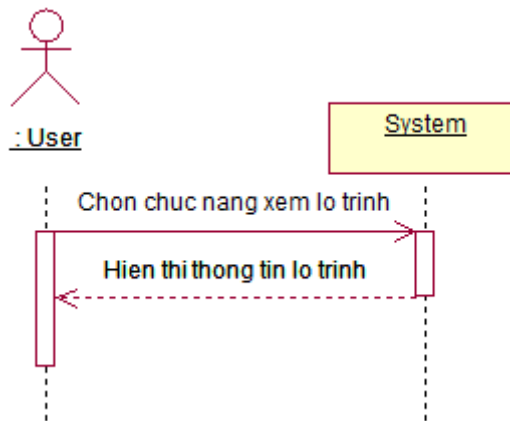 : User
System
Chon chuc nang xem lo trinh
Hien thi thong tin lo trinh